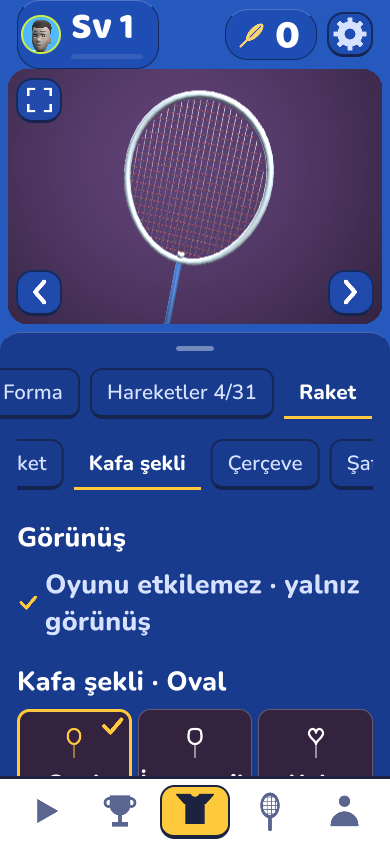 Sv 1
0
Forma
Hareketler 4/31
Raket
ket
Kafa şekli
Çerçeve
Görünüş
Oyunu etkilemez · yalnız
görünüş
Kafa şekli · Oval